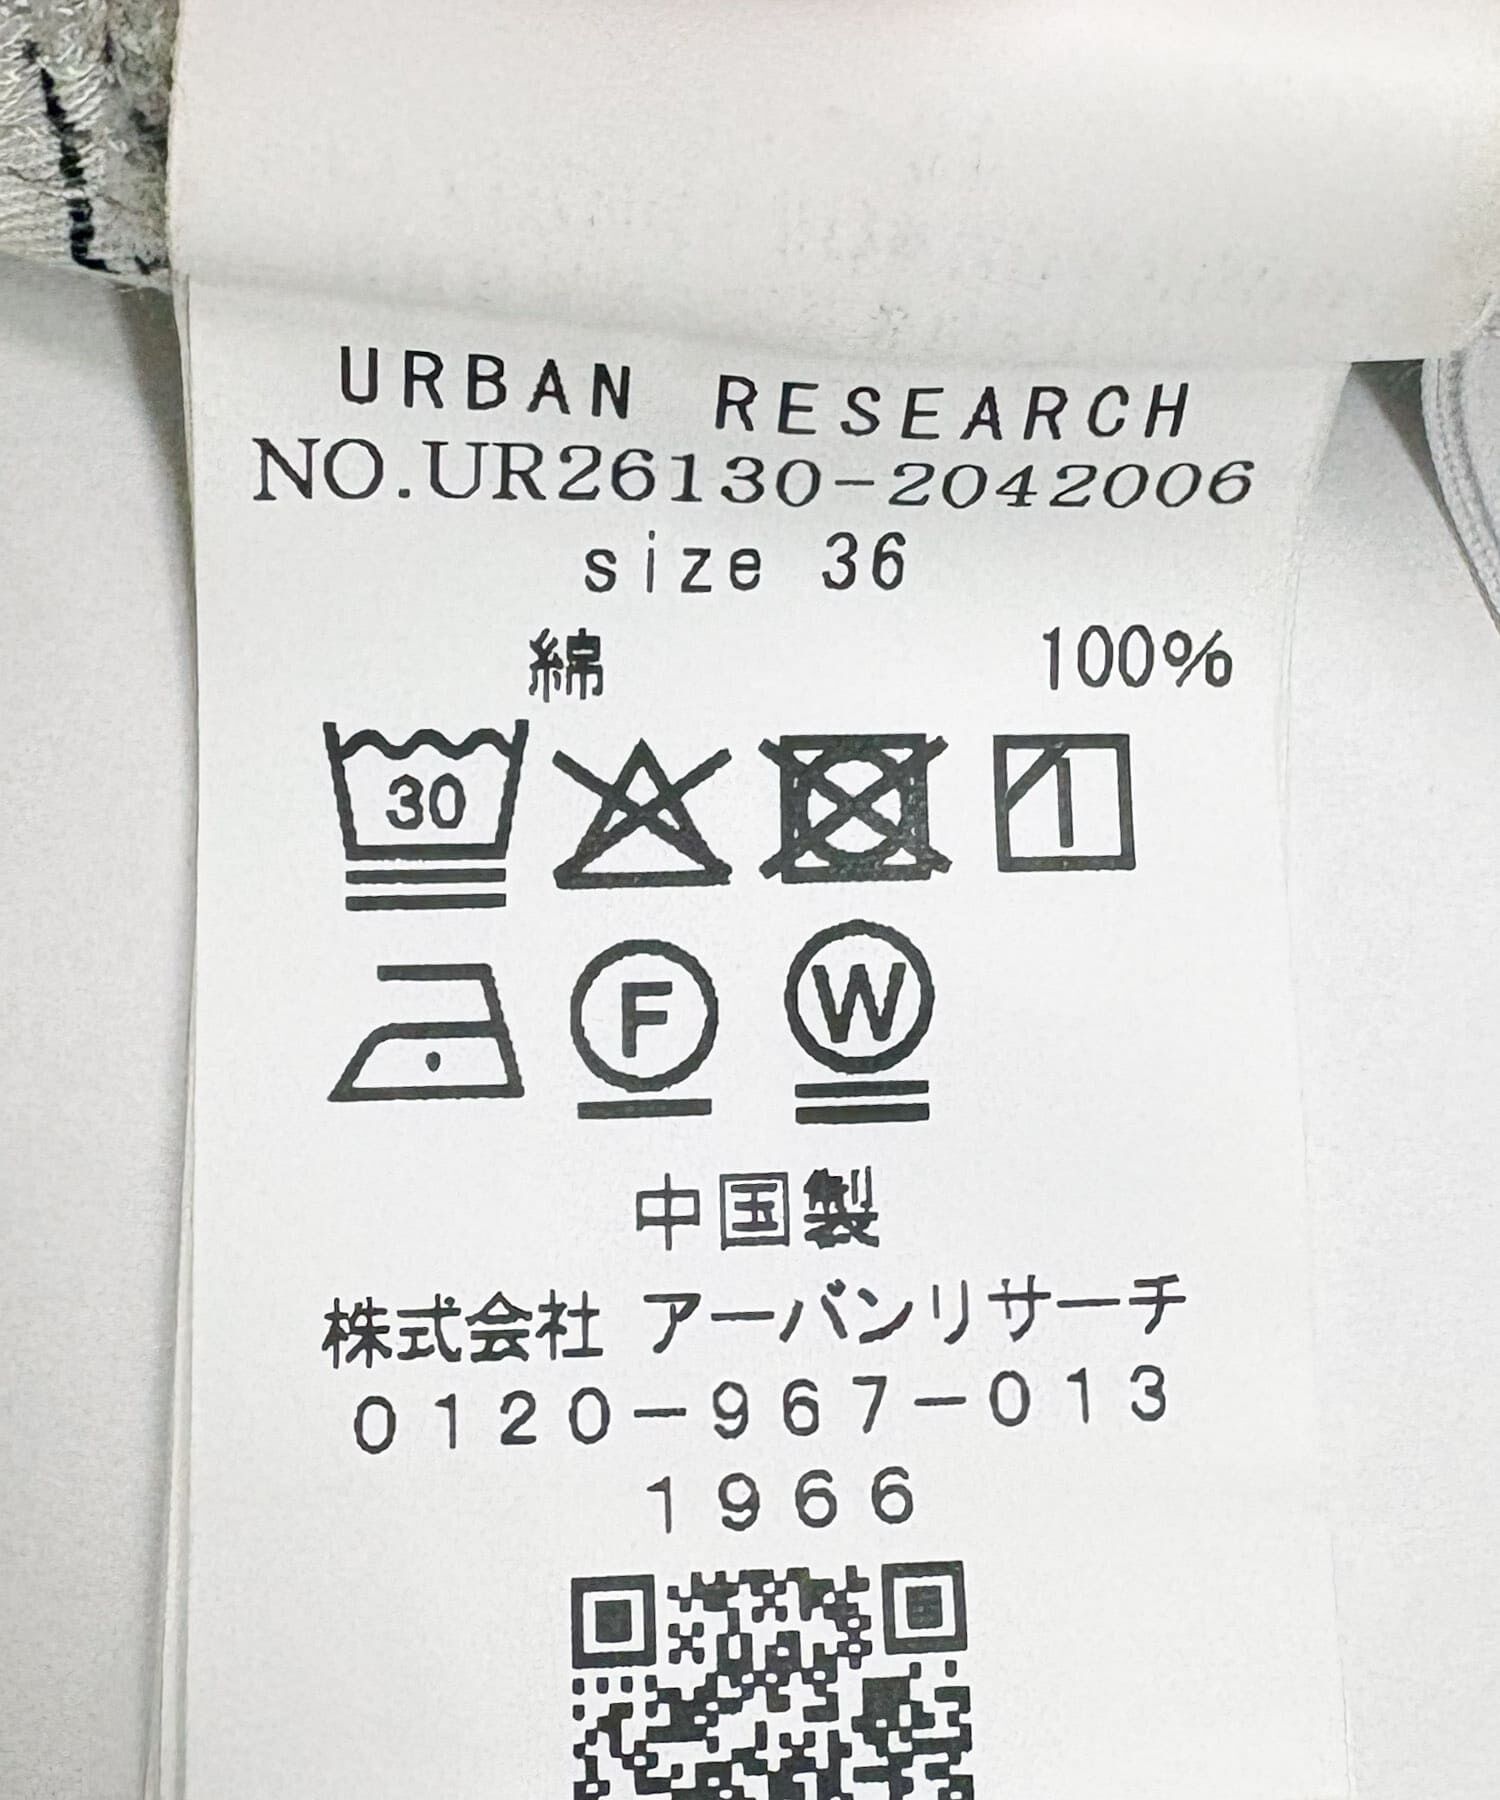 URBAN RESEARCH
NO.UR26130-2042006
size 36
綿 100%
30
F W
中国製
株式会社 アーバンリサーチ
0120-967-013
1966